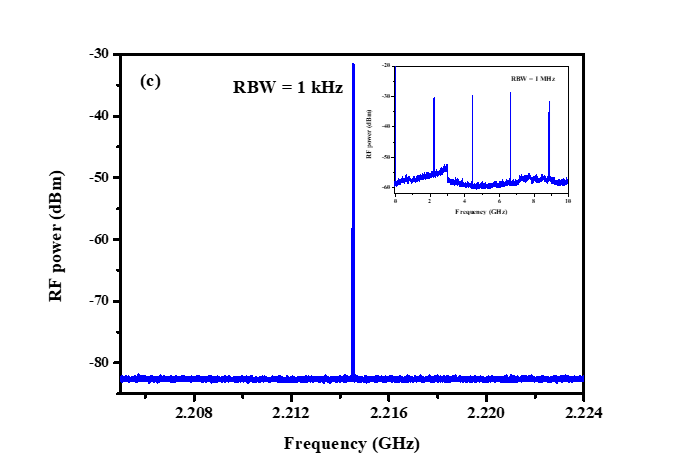 (c)
RBW = 1 kHz
RF power (dBm)
-30
-40
-50
-60
-70
-80
2.208 2.212 2.216 2.220 2.224
Frequency (GHz)
RBW = 1 MHz
RF power (dBm)
-20
-30
-40
-50
-60
0 2 4 6 8 10
Frequency (GHz)